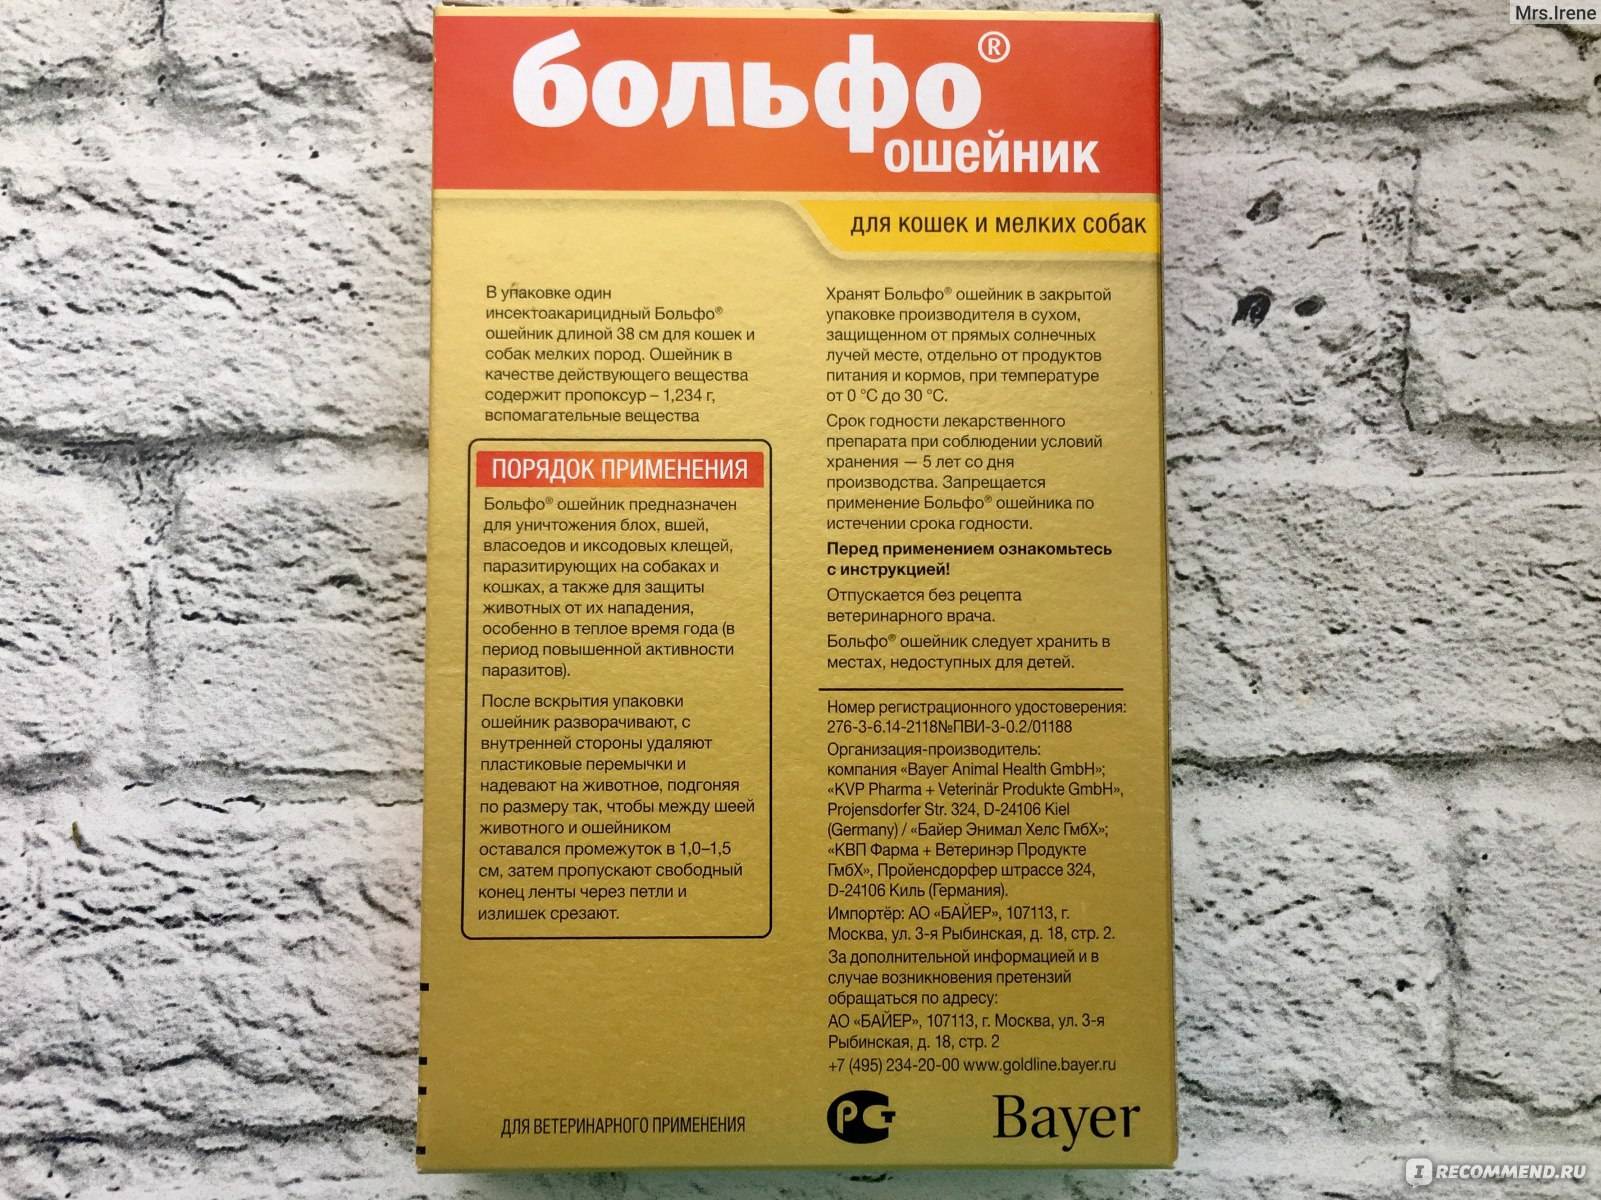 Mrs.Irene
больфо®
ошейник
для кошек и мелких собак
В упаковке один
инсектоакарицидный Больфо®
ошейник длиной 38 см для кошек и
собак мелких пород. Ошейник в
качестве действующего вещества
содержит пропоксур – 1,234 г,
вспомагательные вещества
ПОРЯДОК ПРИМЕНЕНИЯ
Больфо® ошейник предназначен
для уничтожения блох, вшей,
власоедов и иксодовых клещей,
паразитирующих на собаках и
кошках, а также для защиты
животных от их нападения,
особенно в теплое время года (в
период повышенной активности
паразитов).
После вскрытия упаковки
ошейник разворачивают, с
внутренней стороны удаляют
пластиковые перемычки и
надевают на животное, подгоняя
по размеру так, чтобы между шеей
животного и ошейником
оставался промежуток в 1,0–1,5
см, затем пропускают свободный
конец ленты через петли и
излишек срезают.
ДЛЯ ВЕТЕРИНАРНОГО ПРИМЕНЕНИЯ
Хранят Больфо® ошейник в закрытой
упаковке производителя в сухом,
защищенном от прямых солнечных
лучей месте, отдельно от продуктов
питания и кормов, при температуре
от 0 °C до 30 °C.
Срок годности лекарственного
препарата при соблюдении условий
хранения — 5 лет со дня
производства. Запрещается
применение Больфо® ошейника по
истечении срока годности.
Перед применением ознакомьтесь
с инструкцией!
Отпускается без рецепта
ветеринарного врача.
Больфо® ошейник следует хранить в
местах, недоступных для детей.
Номер регистрационного удостоверения:
276-3-6.14-2118№ПВИ-3-0.2/01188
Организация-производитель:
компания «Bayer Animal Health GmbH»;
«KVP Pharma + Veterinär Produkte GmbH»,
Projensdorfer Str. 324, D-24106 Kiel
(Germany) / «Байер Энимал Хелс ГмбХ»;
«КВП Фарма + Ветеринэр Продукте
ГмбХ», Пройенсдорфер штрассе 324,
D-24106 Киль (Германия).
Импортёр: АО «БАЙЕР», 107113, г.
Москва, ул. 3-я Рыбинская, д. 18, стр. 2.
За дополнительной информацией и в
случае возникновения претензий
обращаться по адресу:
АО «БАЙЕР», 107113, г. Москва, ул. 3-я
Рыбинская, д. 18, стр. 2
+7 (495) 234-20-00 www.goldline.bayer.ru
РСТ
Bayer
IRECOMMEND.RU